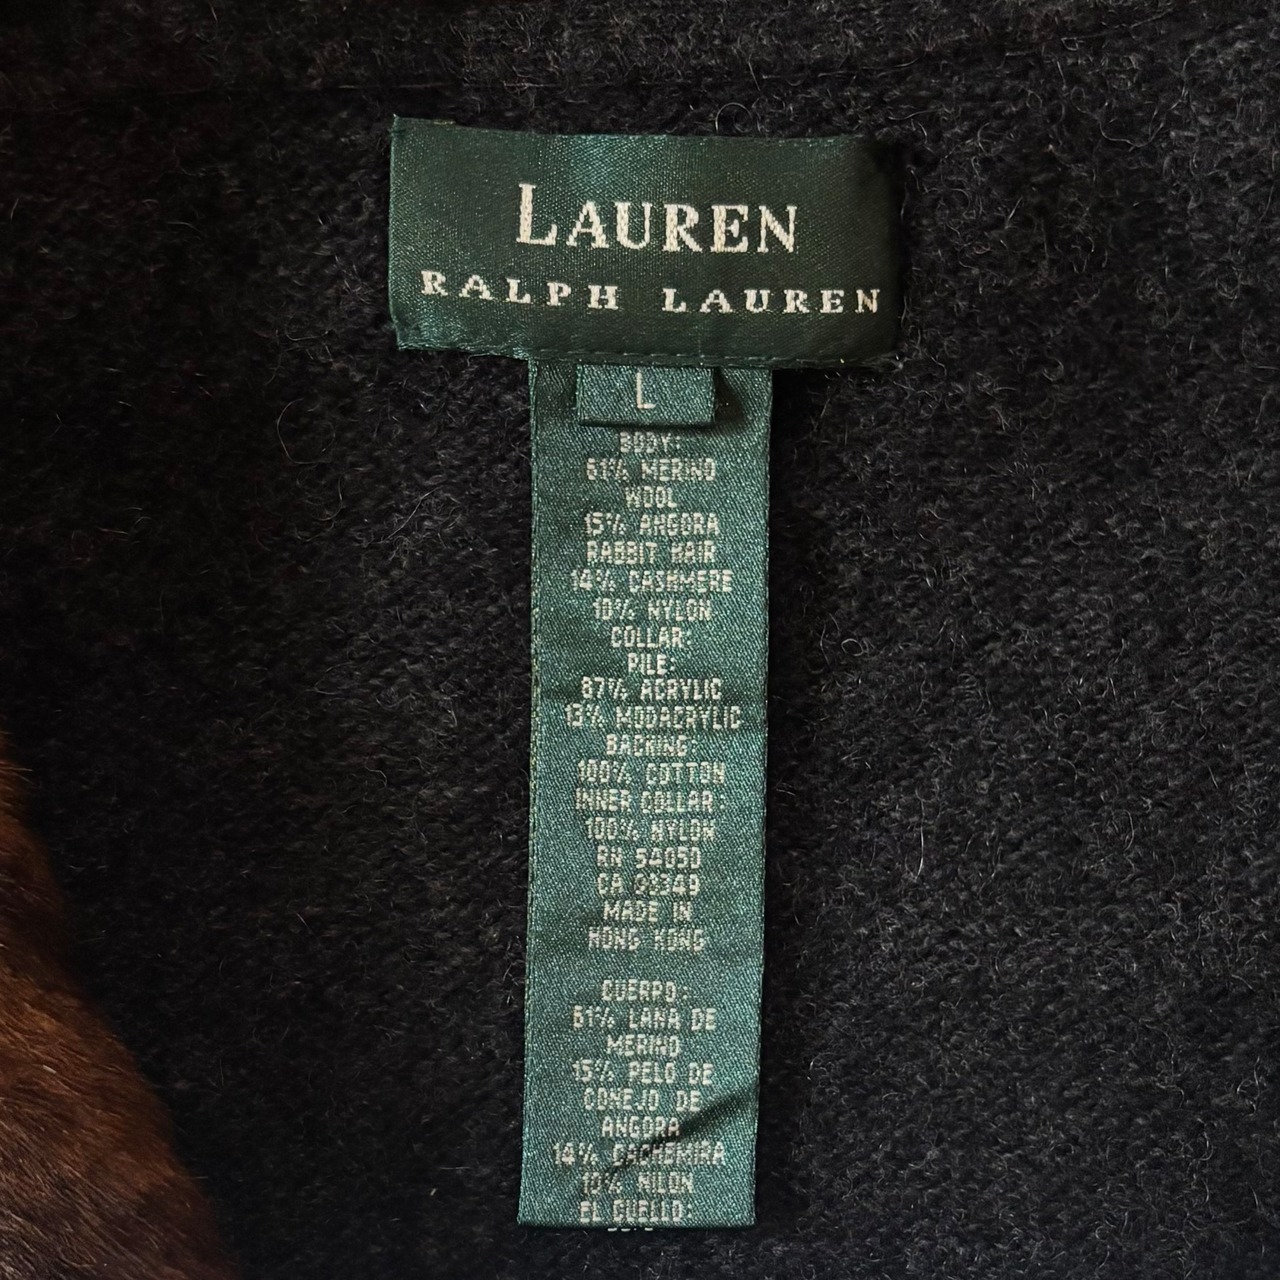 LAUREN
RALPH LAUREN
L
BODY:
61% MERINO
WOOL
15% ANGORA
RABBIT HAIR
14% CASHMERE
10% NYLON
COLLAR:
PILE:
87% ACRYLIC
13% MODACRYLIC
BACKING:
100% COTTON
INNER COLLAR:
100% NYLON
RN 54050
CA
MADE IN
HONG KONG
CUERPO:
61% LANA DE
MERINO
15% PELO DE
CONEJO DE
ANGORA
14% CACHEMIRA
10% NILON
EL CUELLO: